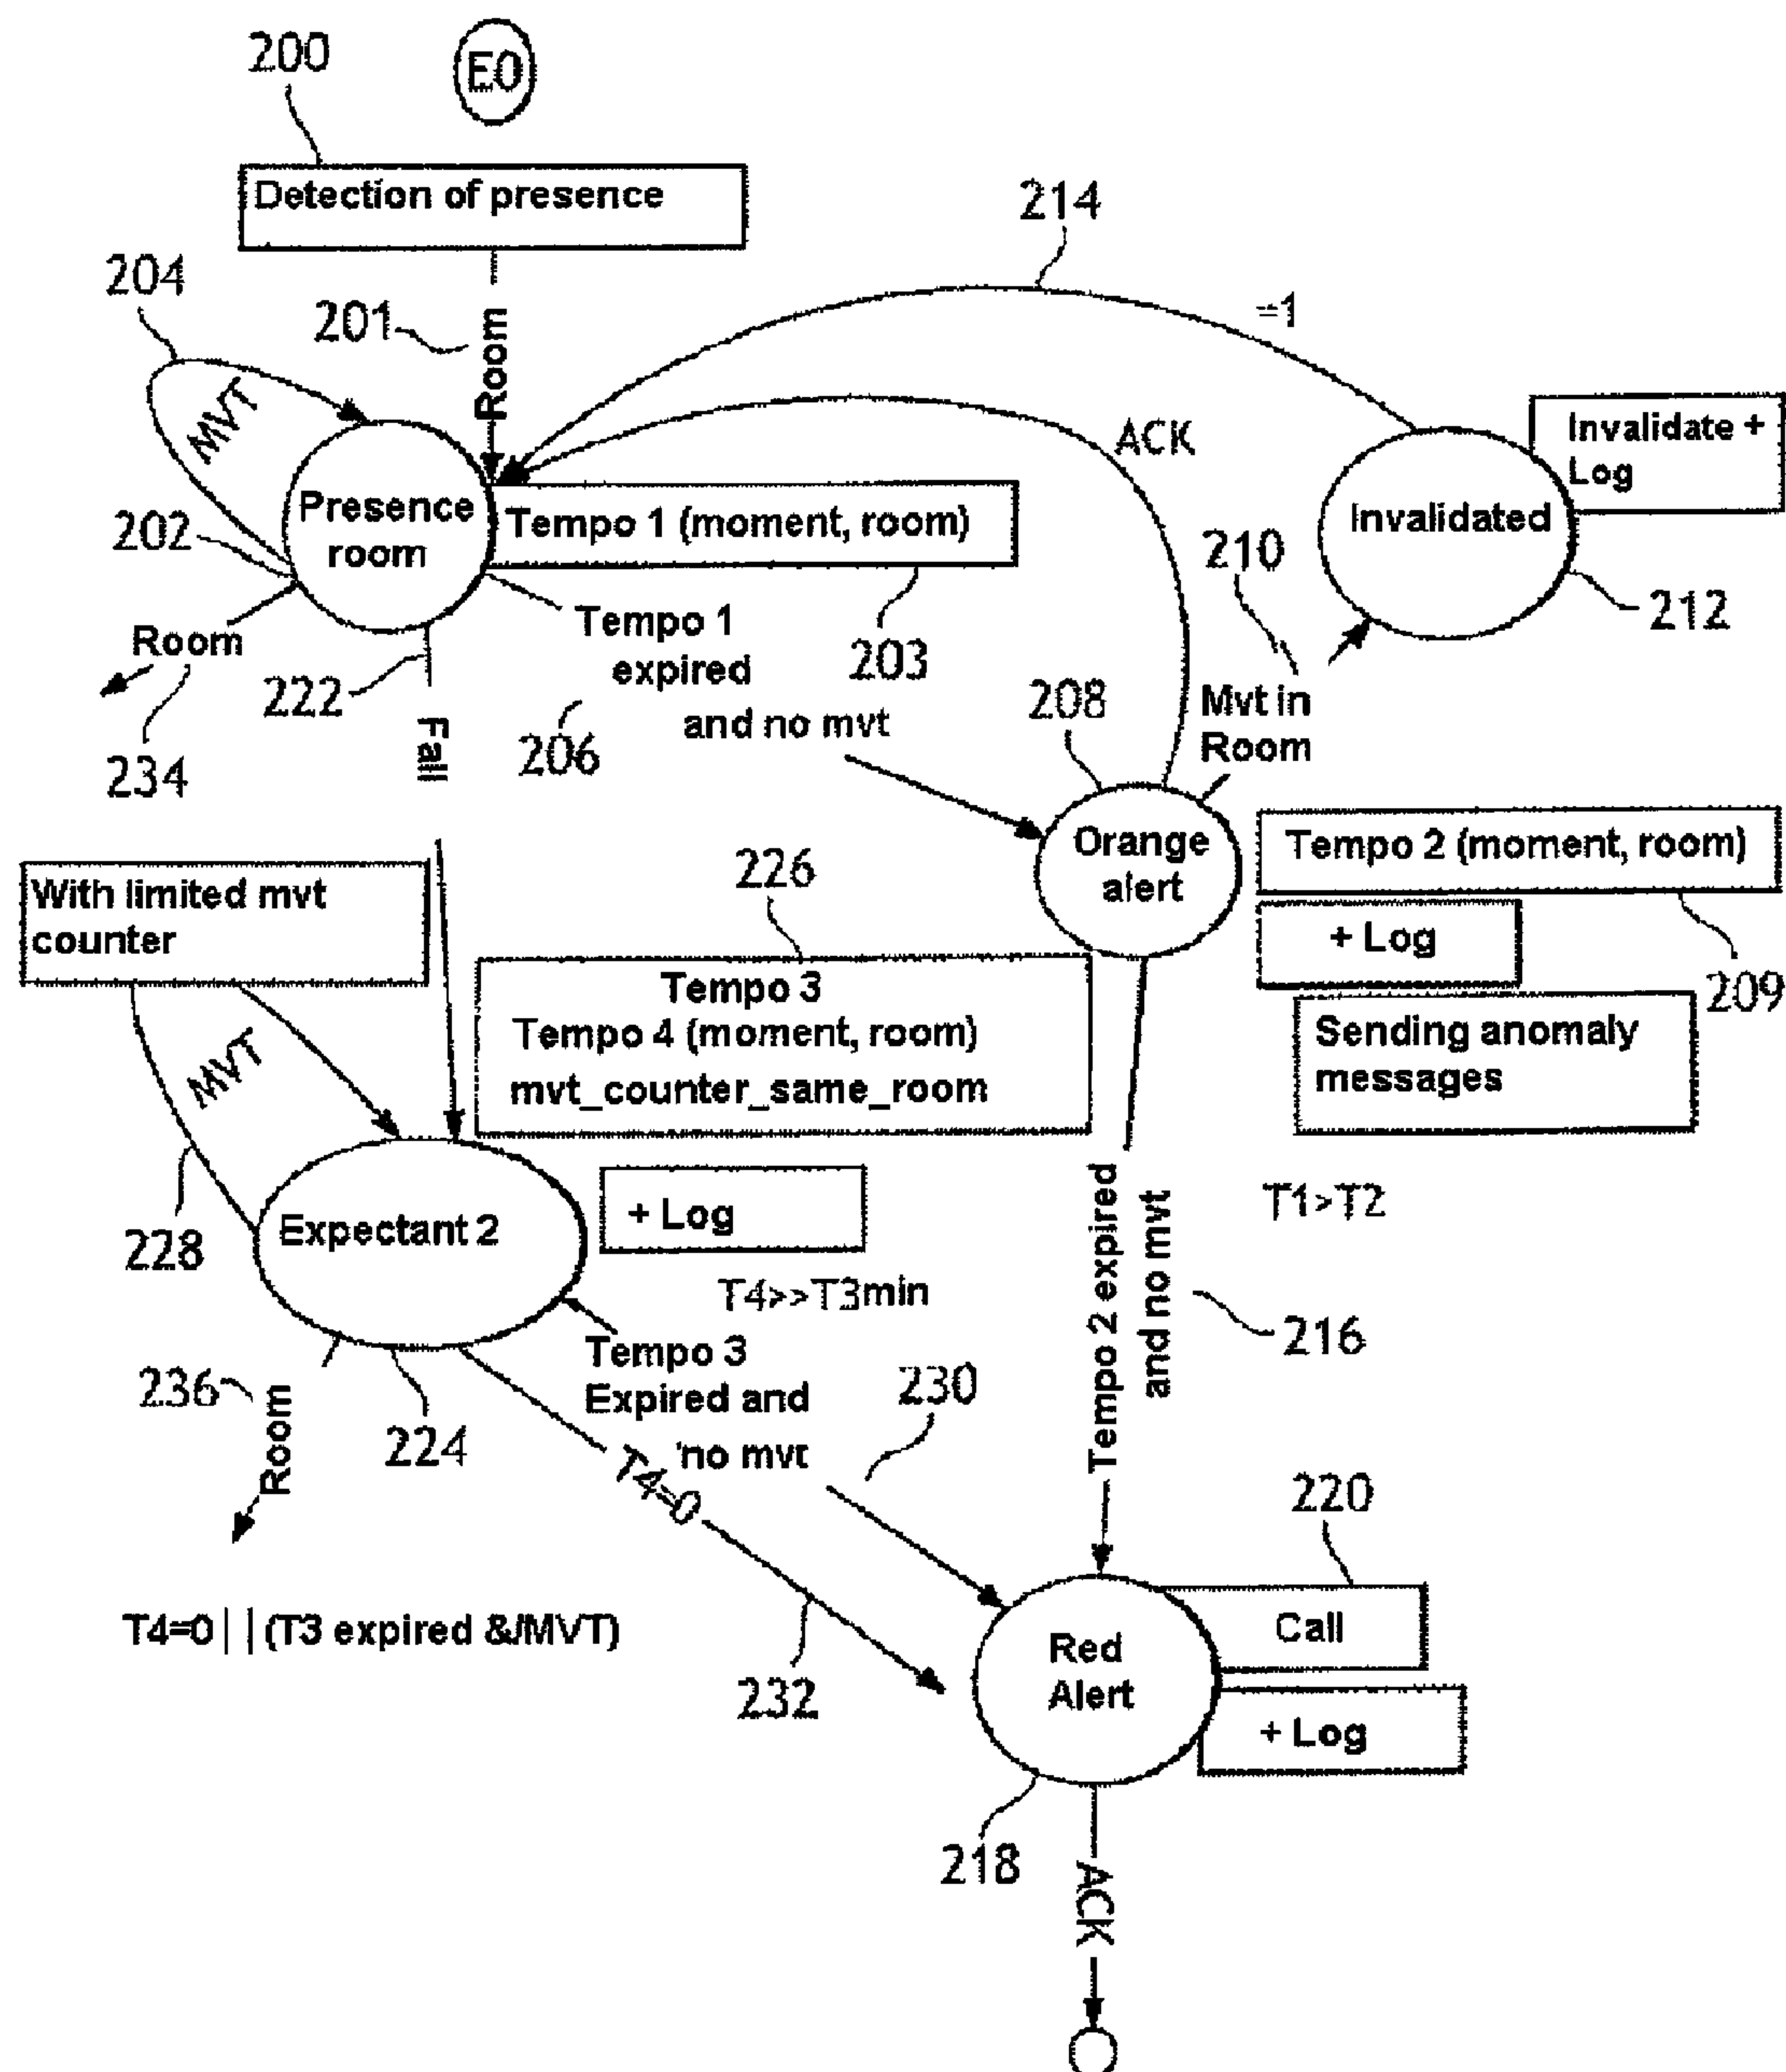 200
E0
Detection of presence
214
204
201
Room
=1
MVT
ACK
Invalidate +
Log
Presence
room
Tempo 1 (moment, room)
Invalidated
202
210
212
Room
Tempo 1
expired
and no mvt
203
222
Fall
206
208
Mvt in
Room
234
Orange
alert
Tempo 2 (moment, room)
226
With limited mvt
counter
+ Log
209
Tempo 3
Tempo 4 (moment, room)
mvt_counter_same_room
Sending anomaly
messages
MVT
228
Expectant 2
+ Log
T4>>T3min
Tempo 2 expired
and no mvt
T1>T2
216
236
Room
224
Tempo 3
Expired and
'no mvt
230
T4=0
220
T4=0||(T3 expired &/MVT)
232
Red
Alert
Call
+ Log
218
ACK